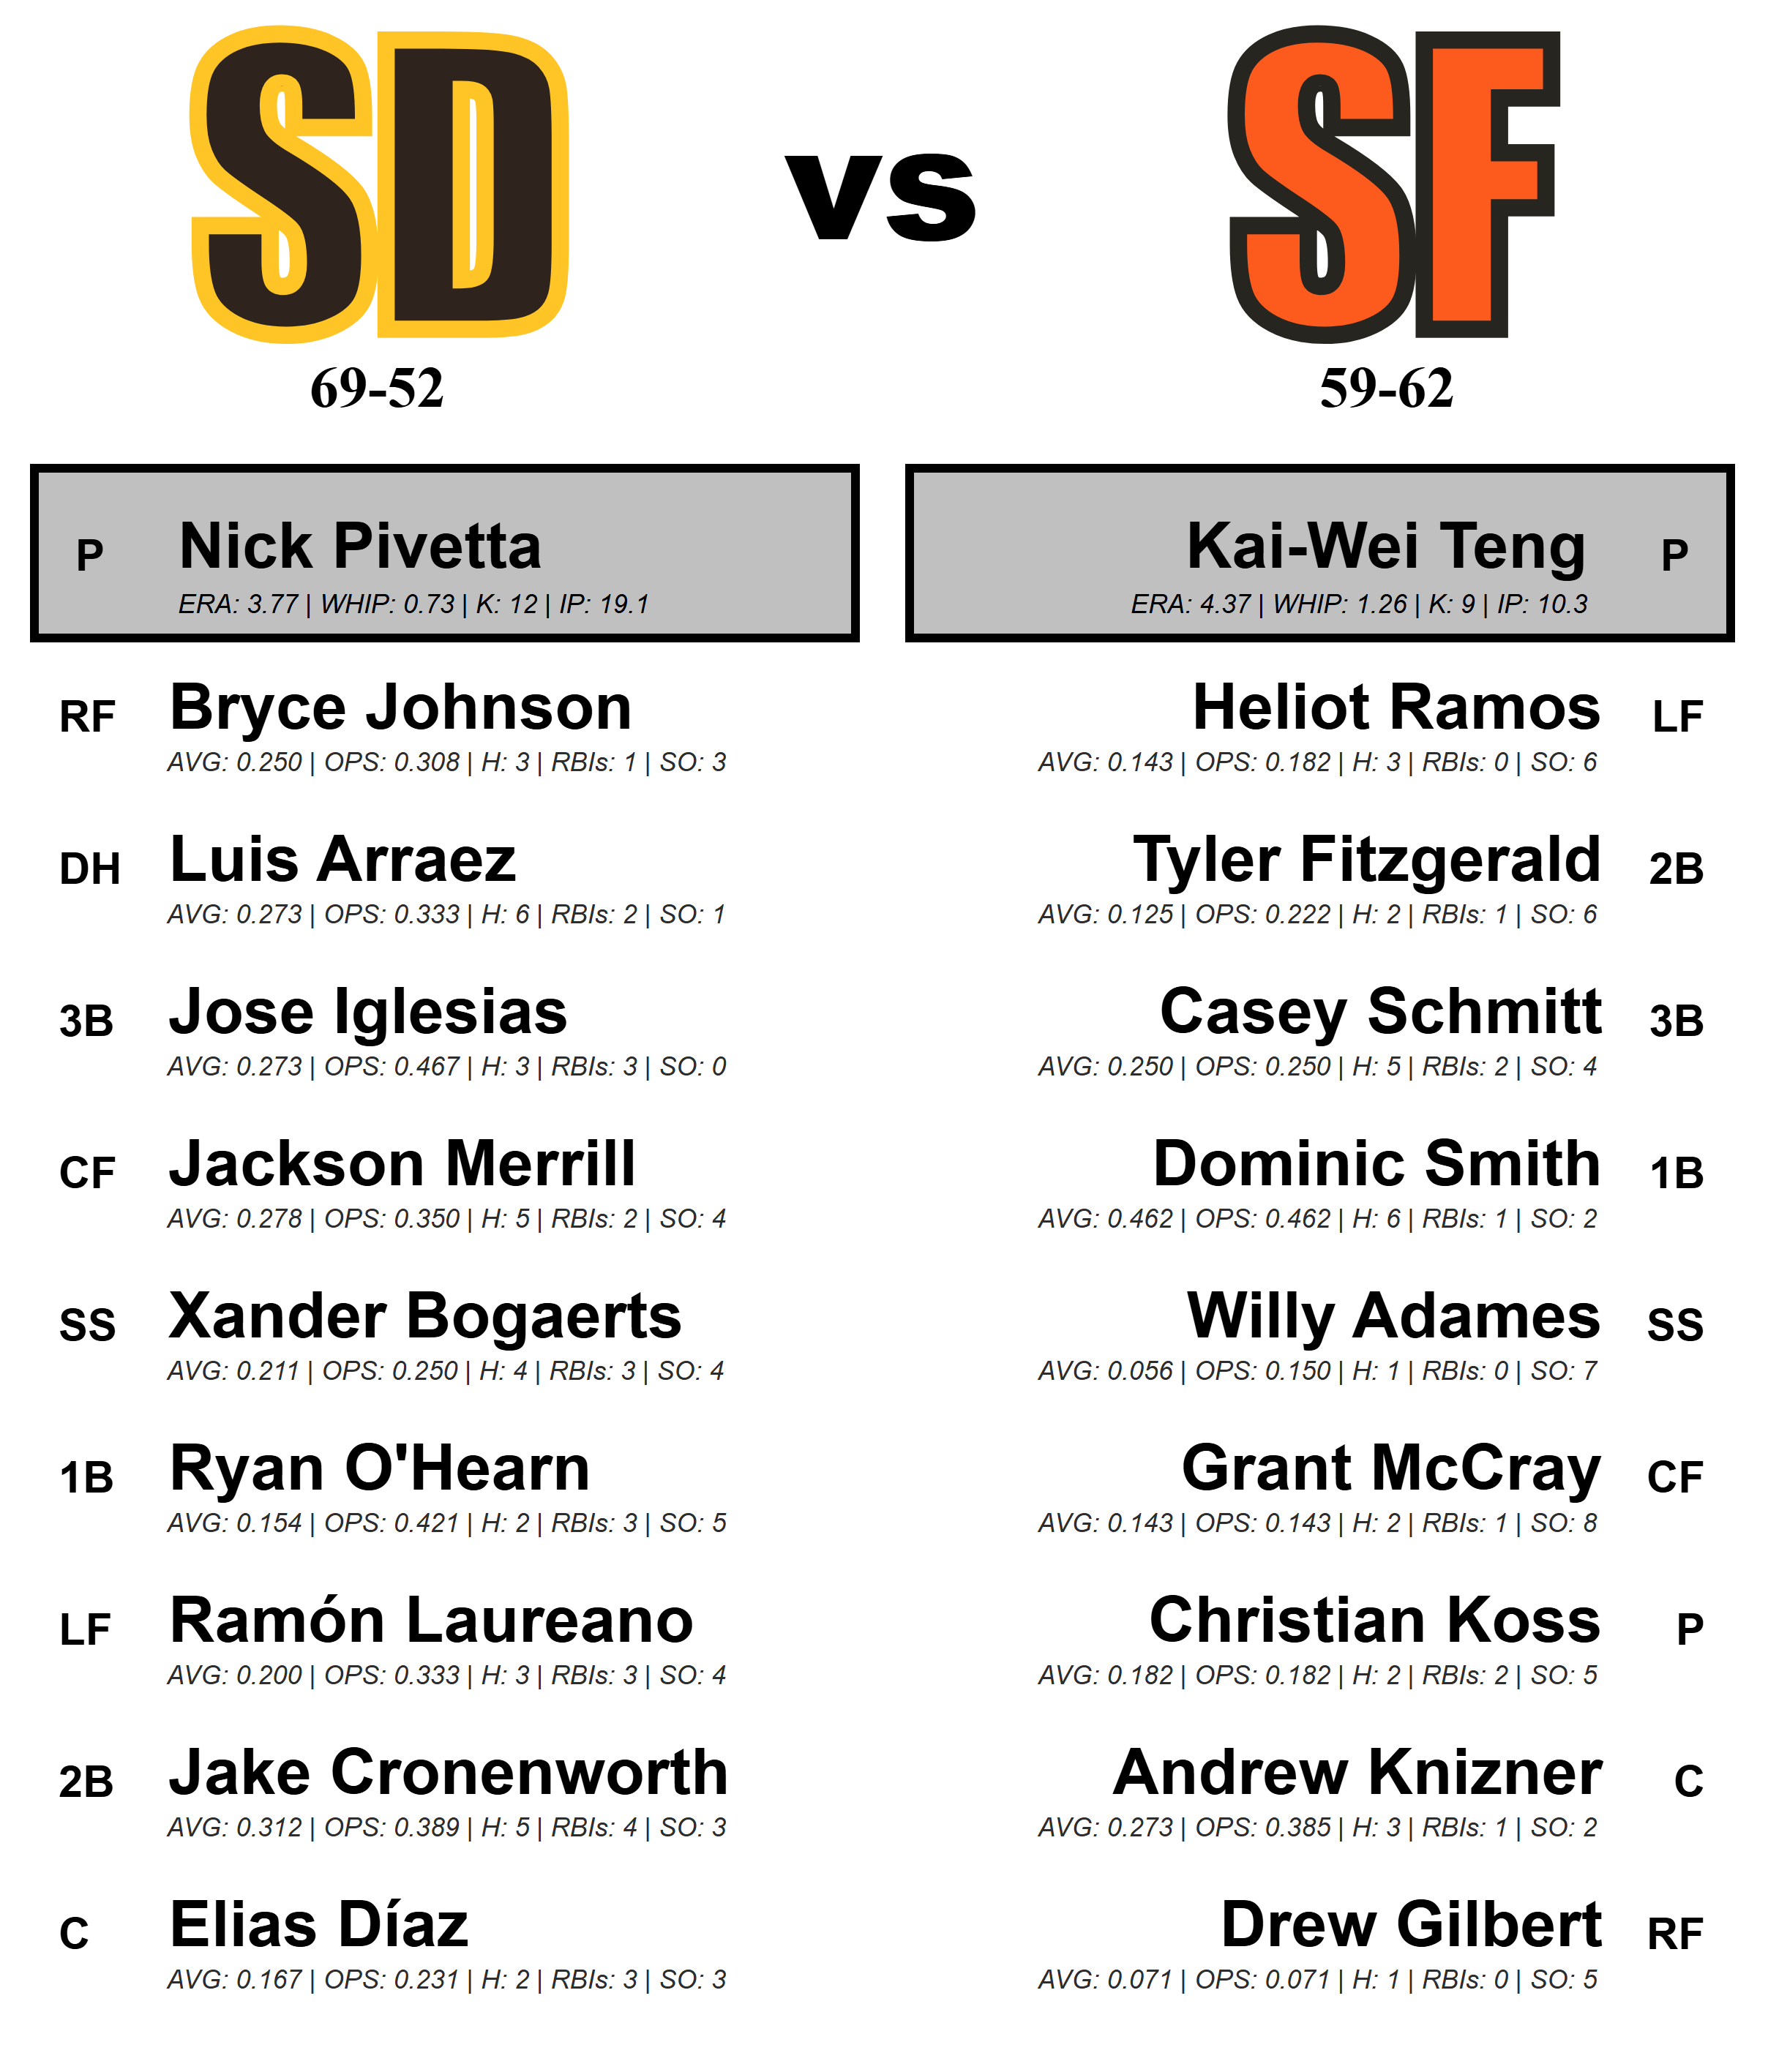 SD vs SF
69-52 59-62
P Nick Pivetta
ERA: 3.77 | WHIP: 0.73 | K: 12 | IP: 19.1
Kai-Wei Teng P
ERA: 4.37 | WHIP: 1.26 | K: 9 | IP: 10.3
RF Bryce Johnson
AVG: 0.250 | OPS: 0.308 | H: 3 | RBIs: 1 | SO: 3
Heliot Ramos LF
AVG: 0.143 | OPS: 0.182 | H: 3 | RBIs: 0 | SO: 6
DH Luis Arraez
AVG: 0.273 | OPS: 0.333 | H: 6 | RBIs: 2 | SO: 1
Tyler Fitzgerald 2B
AVG: 0.125 | OPS: 0.222 | H: 2 | RBIs: 1 | SO: 6
3B Jose Iglesias
AVG: 0.273 | OPS: 0.467 | H: 3 | RBIs: 3 | SO: 0
Casey Schmitt 3B
AVG: 0.250 | OPS: 0.250 | H: 5 | RBIs: 2 | SO: 4
CF Jackson Merrill
AVG: 0.278 | OPS: 0.350 | H: 5 | RBIs: 2 | SO: 4
Dominic Smith 1B
AVG: 0.462 | OPS: 0.462 | H: 6 | RBIs: 1 | SO: 2
SS Xander Bogaerts
AVG: 0.211 | OPS: 0.250 | H: 4 | RBIs: 3 | SO: 4
Willy Adames SS
AVG: 0.056 | OPS: 0.150 | H: 1 | RBIs: 0 | SO: 7
1B Ryan O'Hearn
AVG: 0.154 | OPS: 0.421 | H: 2 | RBIs: 3 | SO: 5
Grant McCray CF
AVG: 0.143 | OPS: 0.143 | H: 2 | RBIs: 1 | SO: 8
LF Ramón Laureano
AVG: 0.200 | OPS: 0.333 | H: 3 | RBIs: 3 | SO: 4
Christian Koss P
AVG: 0.182 | OPS: 0.182 | H: 2 | RBIs: 2 | SO: 5
2B Jake Cronenworth
AVG: 0.312 | OPS: 0.389 | H: 5 | RBIs: 4 | SO: 3
Andrew Knizner C
AVG: 0.273 | OPS: 0.385 | H: 3 | RBIs: 1 | SO: 2
C Elias Díaz
AVG: 0.167 | OPS: 0.231 | H: 2 | RBIs: 3 | SO: 3
Drew Gilbert RF
AVG: 0.071 | OPS: 0.071 | H: 1 | RBIs: 0 | SO: 5